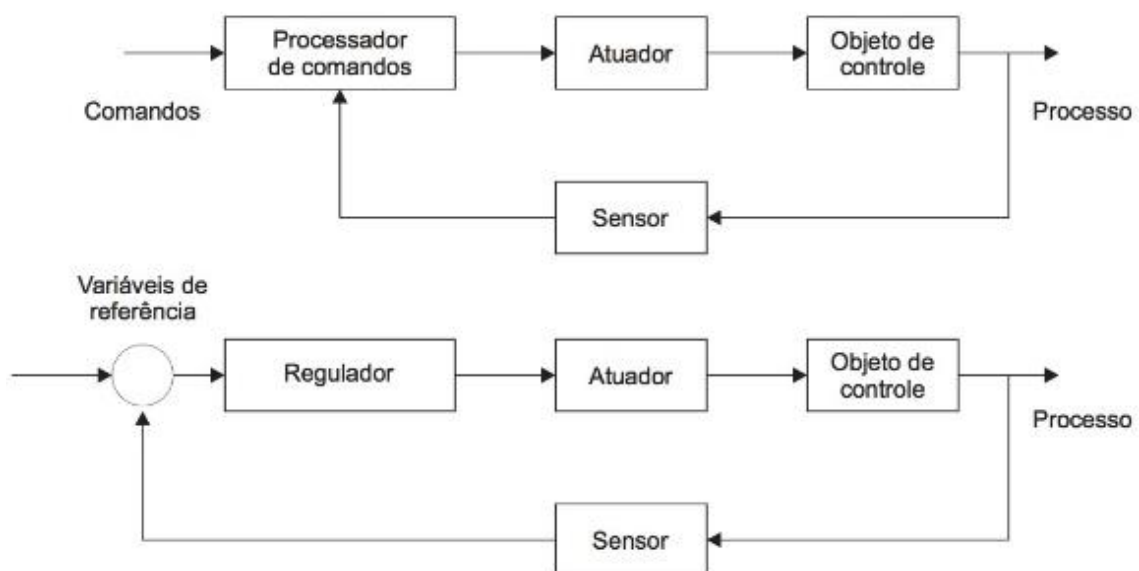 Processador
de comandos
Atuador
Objeto de
controle
Comandos
Processo
Sensor
Variáveis de
referência
Regulador
Atuador
Objeto de
controle
Processo
Sensor